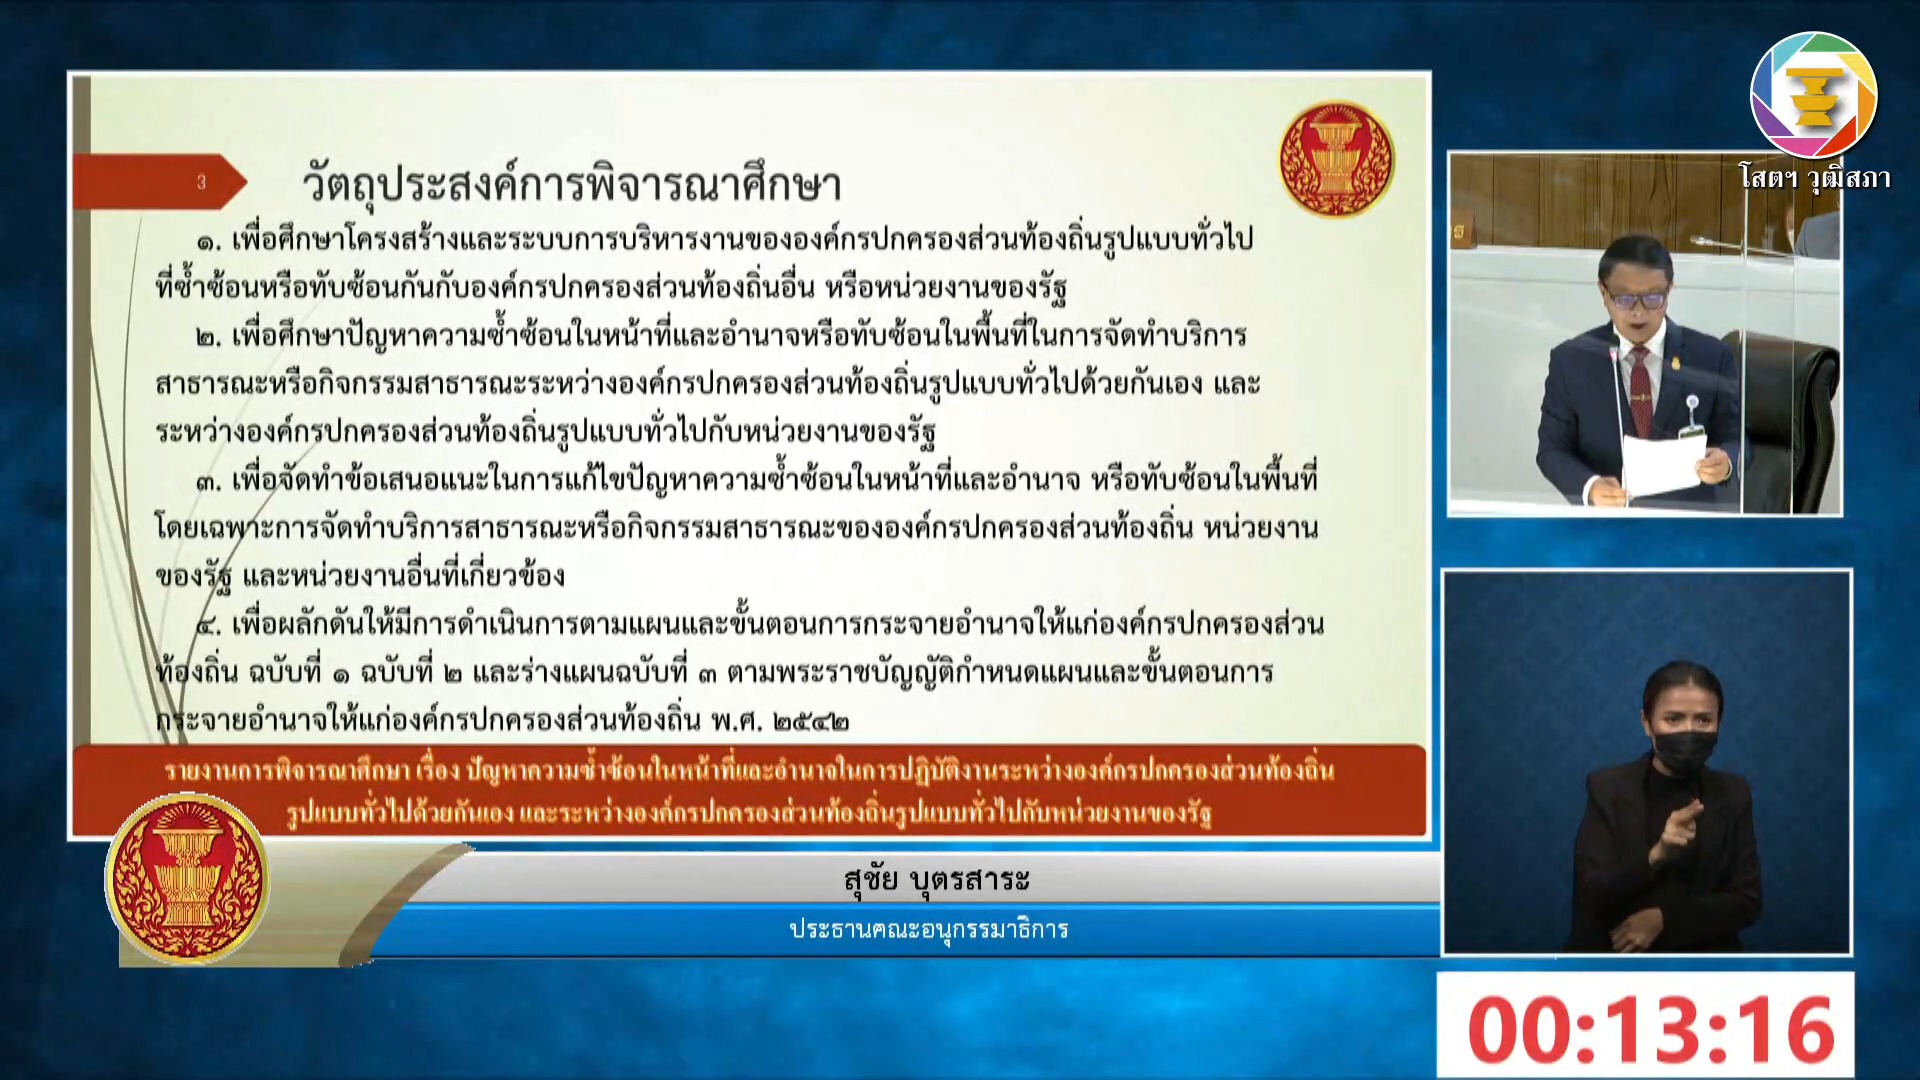 โสตฯ วุฒิสภา
3
วัตถุประสงค์การพิจารณาศึกษา
๑. เพื่อศึกษาโครงสร้างและระบบการบริหารงานขององค์กรปกครองส่วนท้องถิ่นรูปแบบทั่วไป
ที่ซ้ำซ้อนหรือทับซ้อนกันกับองค์กรปกครองส่วนท้องถิ่นอื่น หรือหน่วยงานของรัฐ
๒. เพื่อศึกษาปัญหาความซ้ำซ้อนในหน้าที่และอำนาจหรือทับซ้อนในพื้นที่ในการจัดทำบริการ
สาธารณะหรือกิจกรรมสาธารณะระหว่างองค์กรปกครองส่วนท้องถิ่นรูปแบบทั่วไปด้วยกันเอง และ
ระหว่างองค์กรปกครองส่วนท้องถิ่นรูปแบบทั่วไปกับหน่วยงานของรัฐ
๓. เพื่อจัดทำข้อเสนอแนะในการแก้ไขปัญหาความซ้ำซ้อนในหน้าที่และอำนาจ หรือทับซ้อนในพื้นที่
โดยเฉพาะการจัดทำบริการสาธารณะหรือกิจกรรมสาธารณะขององค์กรปกครองส่วนท้องถิ่น หน่วยงาน
ของรัฐ และหน่วยงานอื่นที่เกี่ยวข้อง
๔. เพื่อผลักดันให้มีการดำเนินการตามแผนและขั้นตอนการกระจายอำนาจให้แก่องค์กรปกครองส่วน
ท้องถิ่น ฉบับที่ ๑ ฉบับที่ ๒ และร่างแผนฉบับที่ ๓ ตามพระราชบัญญัติกำหนดแผนและขั้นตอนการ
กระจายอำนาจให้แก่องค์กรปกครองส่วนท้องถิ่น พ.ศ. ๒๕๔๒
รายงานการพิจารณาศึกษา เรื่อง ปัญหาความซ้ำซ้อนในหน้าที่และอำนาจในการปฏิบัติงานระหว่างองค์กรปกครองส่วนท้องถิ่น
รูปแบบทั่วไปด้วยกันเอง และระหว่างองค์กรปกครองส่วนท้องถิ่นรูปแบบทั่วไปกับหน่วยงานของรัฐ
สุชัย บุตรสาระ
ประธานคณะอนุกรรมาธิการ
00:13:16